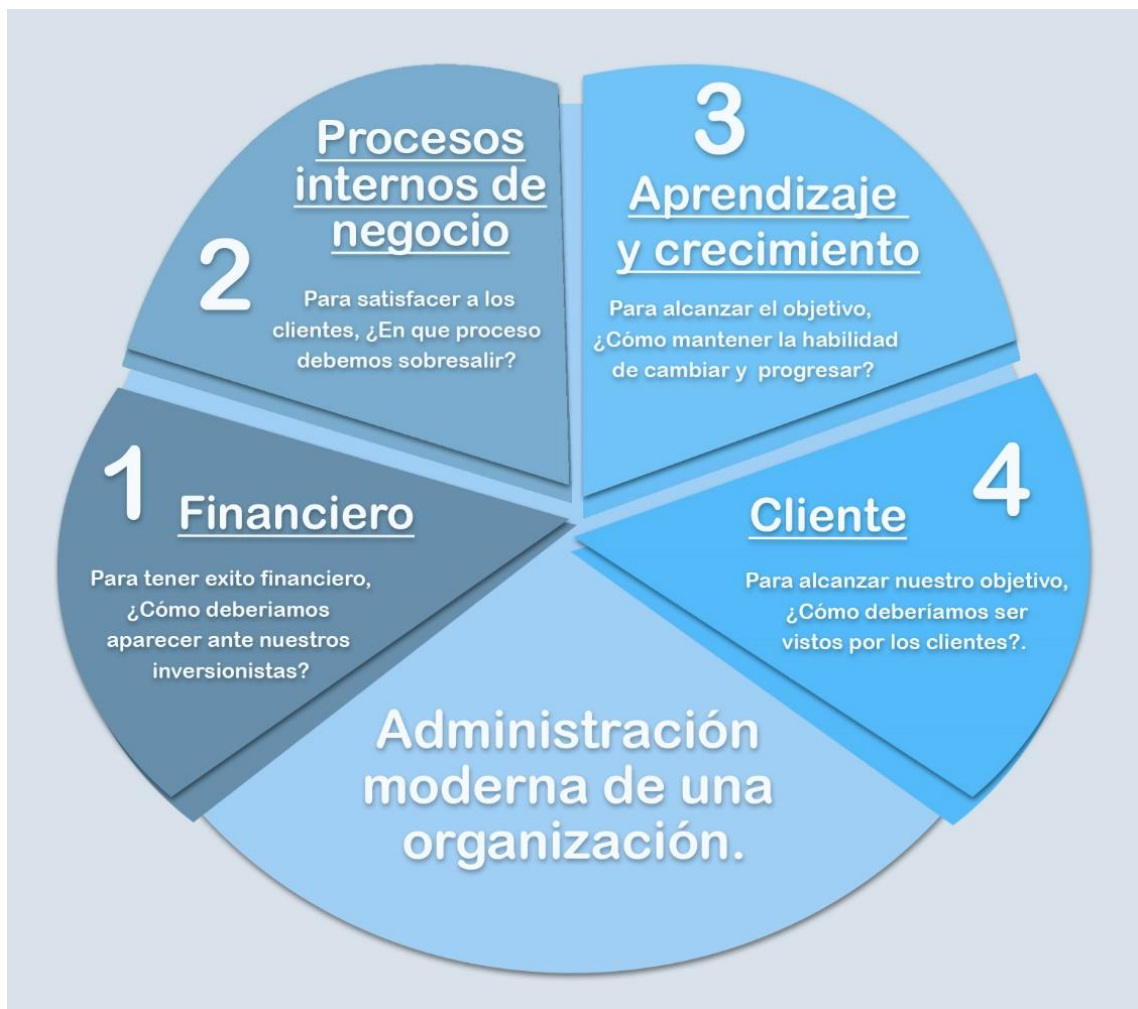 1
Financiero
Para tener exito financiero,
¿Cómo deberiamos
aparecer ante nuestros
inversionistas?
2
Procesos
internos de
negocio
Para satisfacer a los
clientes, ¿En que proceso
debemos sobresalir?
3
Aprendizaje
y crecimiento
Para alcanzar el objetivo,
¿Cómo mantener la habilidad
de cambiar y progresar?
4
Cliente
Para alcanzar nuestro objetivo,
¿Cómo deberíamos ser
vistos por los clientes?.
Administración
moderna de una
organización.